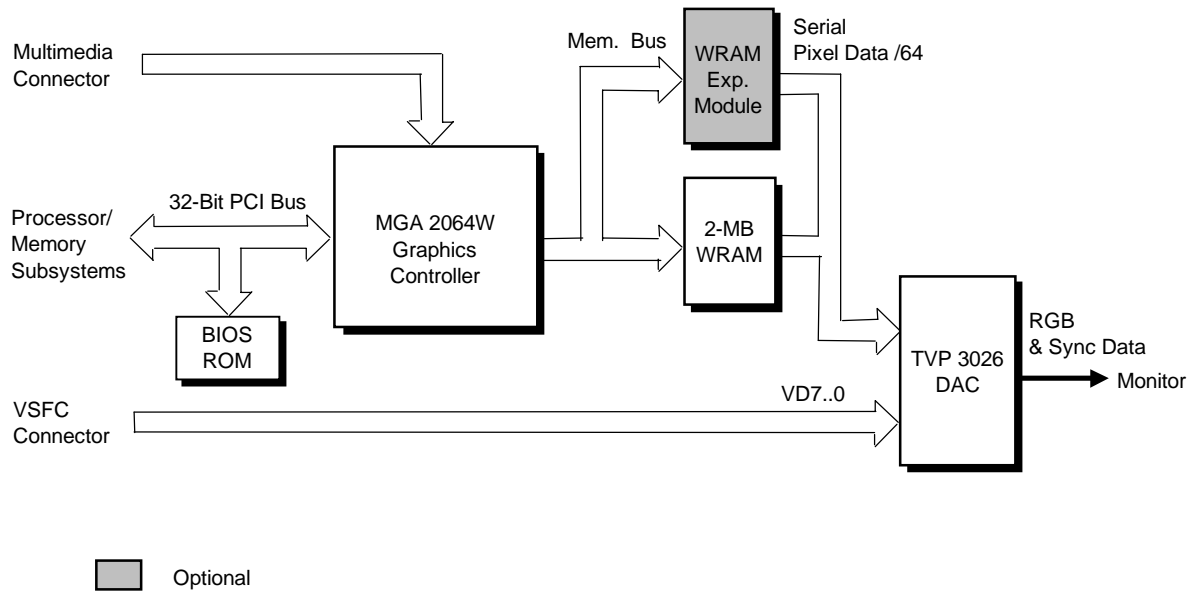 Multimedia
Connector
Mem. Bus
WRAM
Exp.
Module
Serial
Pixel Data /64
Processor/
Memory
Subsystems
32-Bit PCI Bus
MGA 2064W
Graphics
Controller
2-MB
WRAM
BIOS
ROM
TVP 3026
DAC
RGB
& Sync Data
Monitor
VSFC
Connector
VD7..0
Optional